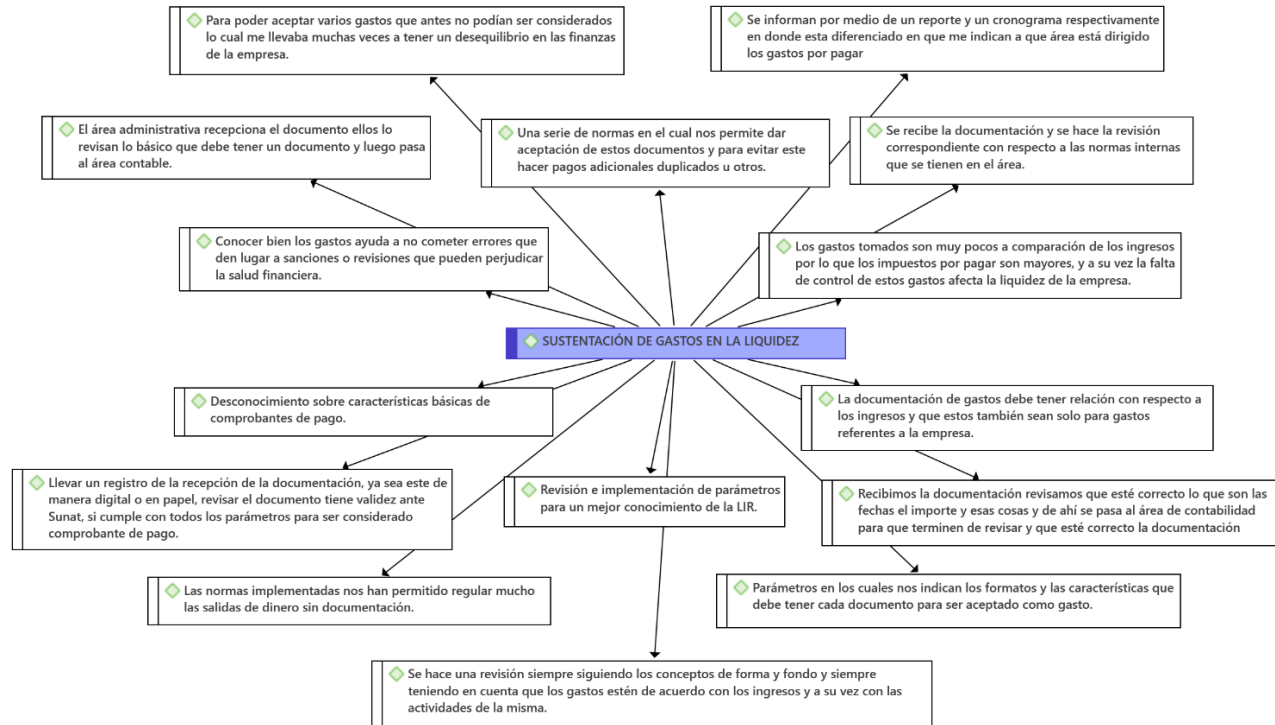 Para poder aceptar varios gastos que antes no podían ser considerados
lo cual me llevaba muchas veces a tener un desequilibrio en las finanzas
de la empresa.
Se informan por medio de un reporte y un cronograma respectivamente
en donde esta diferenciado en que me indican a que área está dirigido
los gastos por pagar
El área administrativa recepciona el documento ellos lo
revisan lo básico que debe tener un documento y luego pasa
al área contable.
Una serie de normas en el cual nos permite dar
aceptación de estos documentos y para evitar este
hacer pagos adicionales duplicados u otros.
Se recibe la documentación y se hace la revisión
correspondiente con respecto a las normas internas
que se tienen en el área.
Conocer bien los gastos ayuda a no cometer errores que
den lugar a sanciones o revisiones que pueden perjudicar
la salud financiera.
Los gastos tomados son muy pocos a comparación de los ingresos
por lo que los impuestos por pagar son mayores, y a su vez la falta
de control de estos gastos afecta la liquidez de la empresa.
SUSTENTACIÓN DE GASTOS EN LA LIQUIDEZ
Desconocimiento sobre características básicas de
comprobantes de pago.
La documentación de gastos debe tener relación con respecto a
los ingresos y que estos también sean solo para gastos
referentes a la empresa.
Llevar un registro de la recepción de la documentación, ya sea este de
manera digital o en papel, revisar el documento tiene validez ante
Sunat, si cumple con todos los parámetros para ser considerado
comprobante de pago.
Revisión e implementación de parámetros
para un mejor conocimiento de la LIR.
Recibimos la documentación revisamos que esté correcto lo que son las
fechas el importe y esas cosas y de ahí se pasa al área de contabilidad
para que terminen de revisar y que esté correcto la documentación
Las normas implementadas nos han permitido regular mucho
las salidas de dinero sin documentación.
Parámetros en los cuales nos indican los formatos y las características que
debe tener cada documento para ser aceptado como gasto.
Se hace una revisión siempre siguiendo los conceptos de forma y fondo y siempre
teniendo en cuenta que los gastos estén de acuerdo con los ingresos y a su vez con las
actividades de la misma.